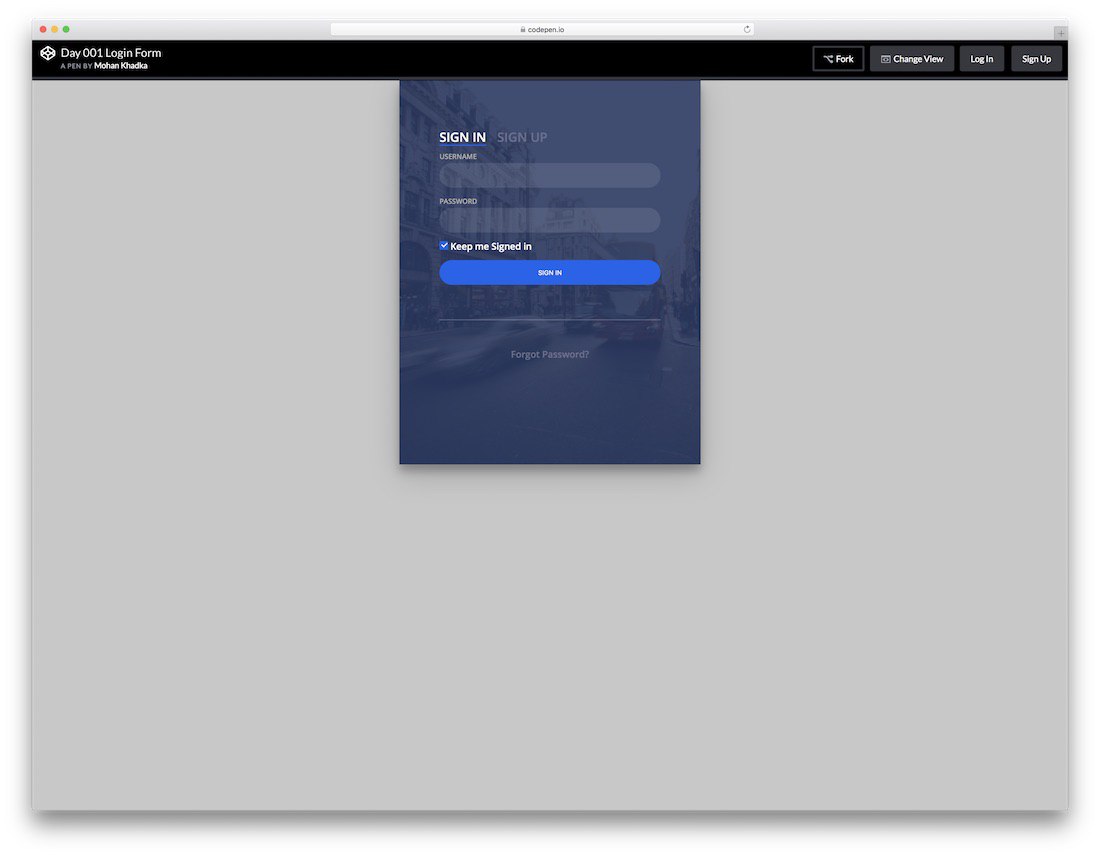 codepen.io
Day 001 Login Form
A PEN BY Mohan Khadka
Fork
Change View
Log In
Sign Up
SIGN IN SIGN UP
USERNAME
PASSWORD
Keep me Signed in
SIGN IN
Forgot Password?